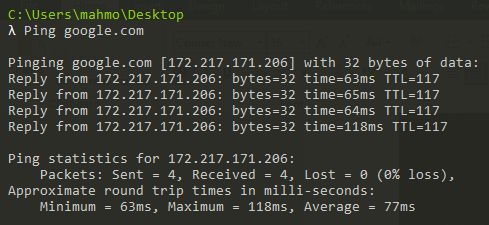 C:\Users\mahmo\Desktop
λ Ping google.com
Pinging google.com [172.217.171.206] with 32 bytes of data:
Reply from 172.217.171.206: bytes=32 time=63ms TTL=117
Reply from 172.217.171.206: bytes=32 time=65ms TTL=117
Reply from 172.217.171.206: bytes=32 time=64ms TTL=117
Reply from 172.217.171.206: bytes=32 time=118ms TTL=117
Ping statistics for 172.217.171.206:
Packets: Sent = 4, Received = 4, Lost = 0 (0% loss),
Approximate round trip times in milli-seconds:
Minimum = 63ms, Maximum = 118ms, Average = 77ms